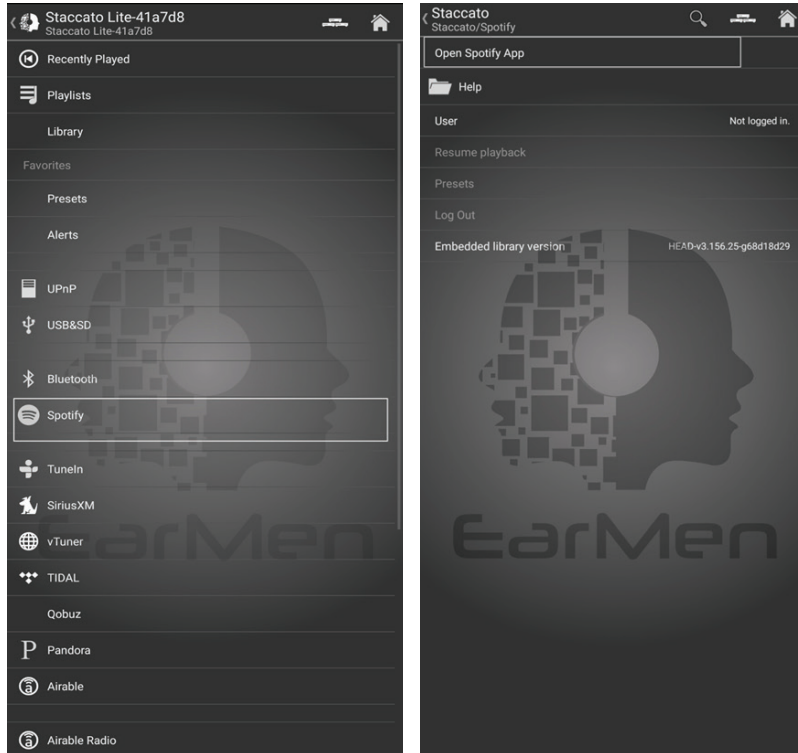 Staccato Lite-41a7d8
Staccato Lite-41a7d8
Recently Played
Playlists
Library
Favorites
Presets
Alerts
UPnP
USB&SD
Bluetooth
Spotify
TuneIn
SiriusXM
vTuner
TIDAL
Qobuz
P Pandora
Airable
Airable Radio
EarMen
Staccato
Staccato/Spotify
Open Spotify App
Help
User Not logged in.
Resume playback
Presets
Log Out
Embedded library version HEAD-v3.156.25-g68d18d29
EarMen